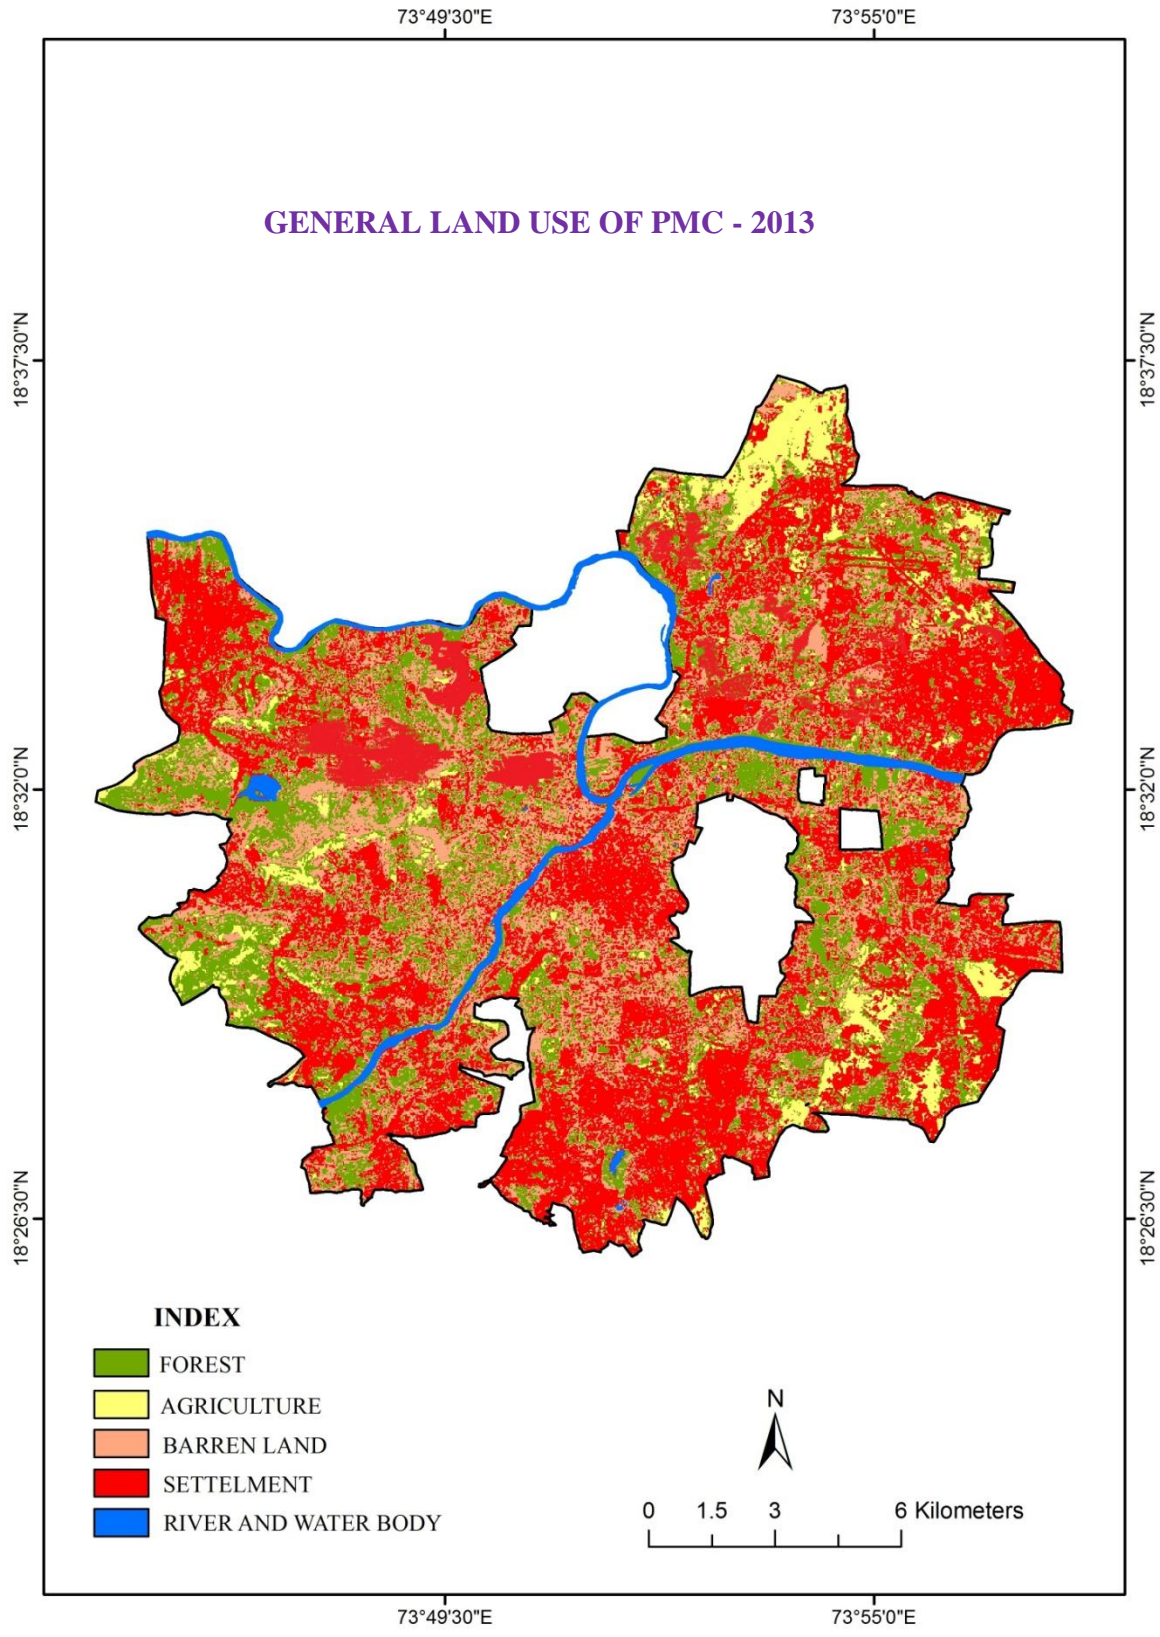 73°49'30"E 73°55'0"E
GENERAL LAND USE OF PMC - 2013
18°37'30"N 18°37'30"N
18°32'0"N 18°32'0"N
18°26'30"N 18°26'30"N
INDEX
FOREST
AGRICULTURE
BARREN LAND
SETTELMENT
RIVER AND WATER BODY
N
0 1.5 3 6 Kilometers
73°49'30"E 73°55'0"E